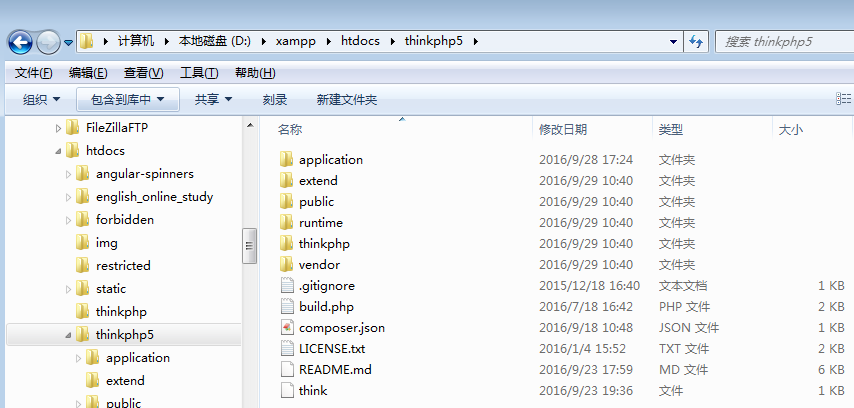 计算机 ▸ 本地磁盘 (D:) ▸ xampp ▸ htdocs ▸ thinkphp5 ▸
搜索 thinkphp5
文件(F) 编辑(E) 查看(V) 工具(T) 帮助(H)
组织 包含到库中 共享 刻录 新建文件夹
FileZillaFTP
htdocs
angular-spinners
english_online_study
forbidden
img
restricted
static
thinkphp
thinkphp5
application
extend
public
名称 修改日期 类型 大小
application 2016/9/28 17:24 文件夹
extend 2016/9/29 10:40 文件夹
public 2016/9/29 10:40 文件夹
runtime 2016/9/29 10:40 文件夹
thinkphp 2016/9/29 10:40 文件夹
vendor 2016/9/29 10:40 文件夹
.gitignore 2015/12/18 16:40 文本文档 1 KB
build.php 2016/7/18 16:42 PHP 文件 2 KB
composer.json 2016/9/18 10:48 JSON 文件 1 KB
LICENSE.txt 2016/1/4 15:52 TXT 文件 2 KB
README.md 2016/9/23 17:59 MD 文件 6 KB
think 2016/9/23 19:36 文件 1 KB